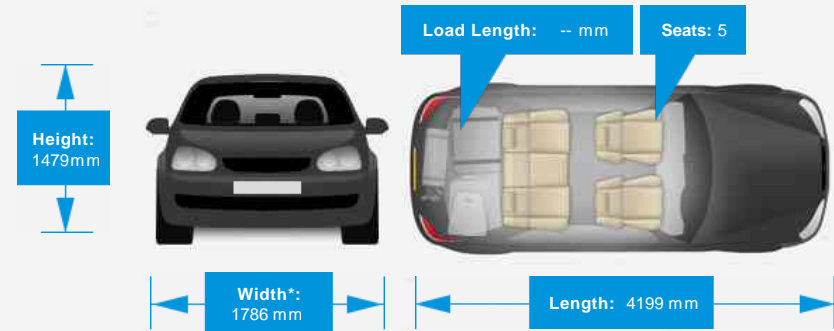 Load Length: -- mm
Seats: 5
Height:
1479mm
Width*:
1786 mm
Length: 4199 mm